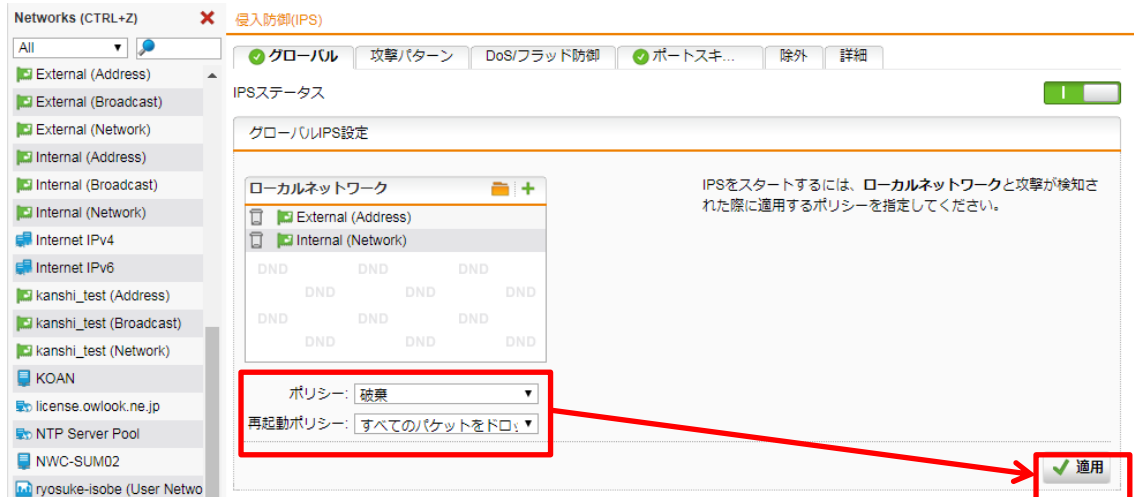 Networks (CTRL+Z)
All
External (Address)
External (Broadcast)
External (Network)
Internal (Address)
Internal (Broadcast)
Internal (Network)
Internet IPv4
Internet IPv6
kanshi_test (Address)
kanshi_test (Broadcast)
kanshi_test (Network)
KOAN
license.owlook.ne.jp
NTP Server Pool
NWC-SUM02
ryosuke-isobe (User Netwo
侵入防御(IPS)
グローバル 攻撃パターン DoS/フラッド防御 ポートスキ... 除外 詳細
IPSステータス
グローバルIPS設定
ローカルネットワーク
External (Address)
Internal (Network)
DND DND DND
DND DND DND
DND DND DND
DND DND DND
ポリシー: 破棄
再起動ポリシー: すべてのパケットをドロッ
IPSをスタートするには、ローカルネットワークと攻撃が検知さ
れた際に適用するポリシーを指定してください。
適用